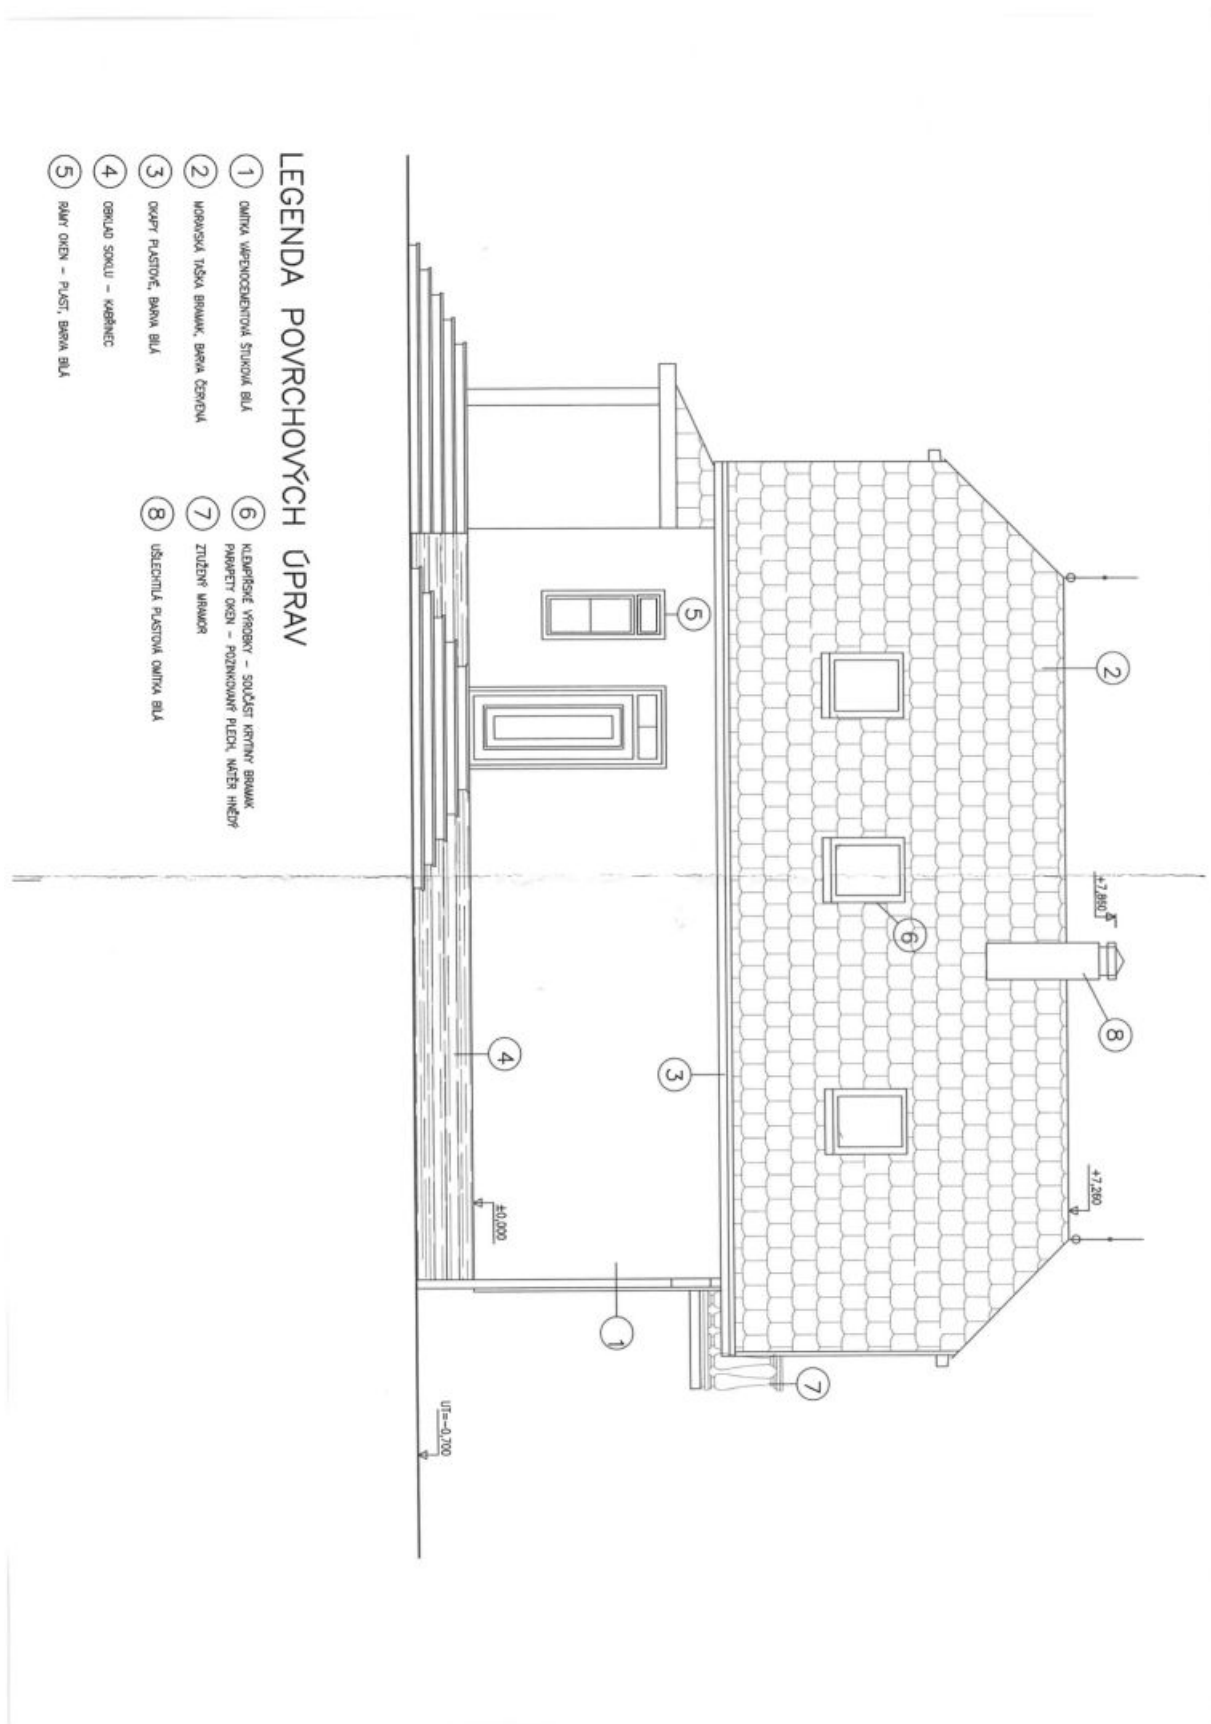 +7,860
+7,260
2
8
6
5
3
7
4
±0,000
1
UT=-0,700
LEGENDA POVRCHOVÝCH ÚPRAV
1 OMÍTKA VÁPENOCEMENTOVÁ ŠTUKOVÁ BÍLÁ
2 MORAVSKÁ TAŠKA BRAMAK, BARVA ČERVENÁ
3 OKAPY PLASTOVÉ, BARVA BÍLÁ
4 OBKLAD SOKLU – KABŘINEC
5 RÁMY OKEN – PLAST, BARVA BÍLÁ
6 KLEMPÍŘSKÉ VÝROBKY – SOUČÁST KRYTINY BRAMAK
PARAPETY OKEN – POZINKOVANÝ PLECH, NÁTĚR HNĚDÝ
7 ZTUŽENÝ MRAMOR
8 UŠLECHTILÁ PLASTOVÁ OMÍTKA BÍLÁ